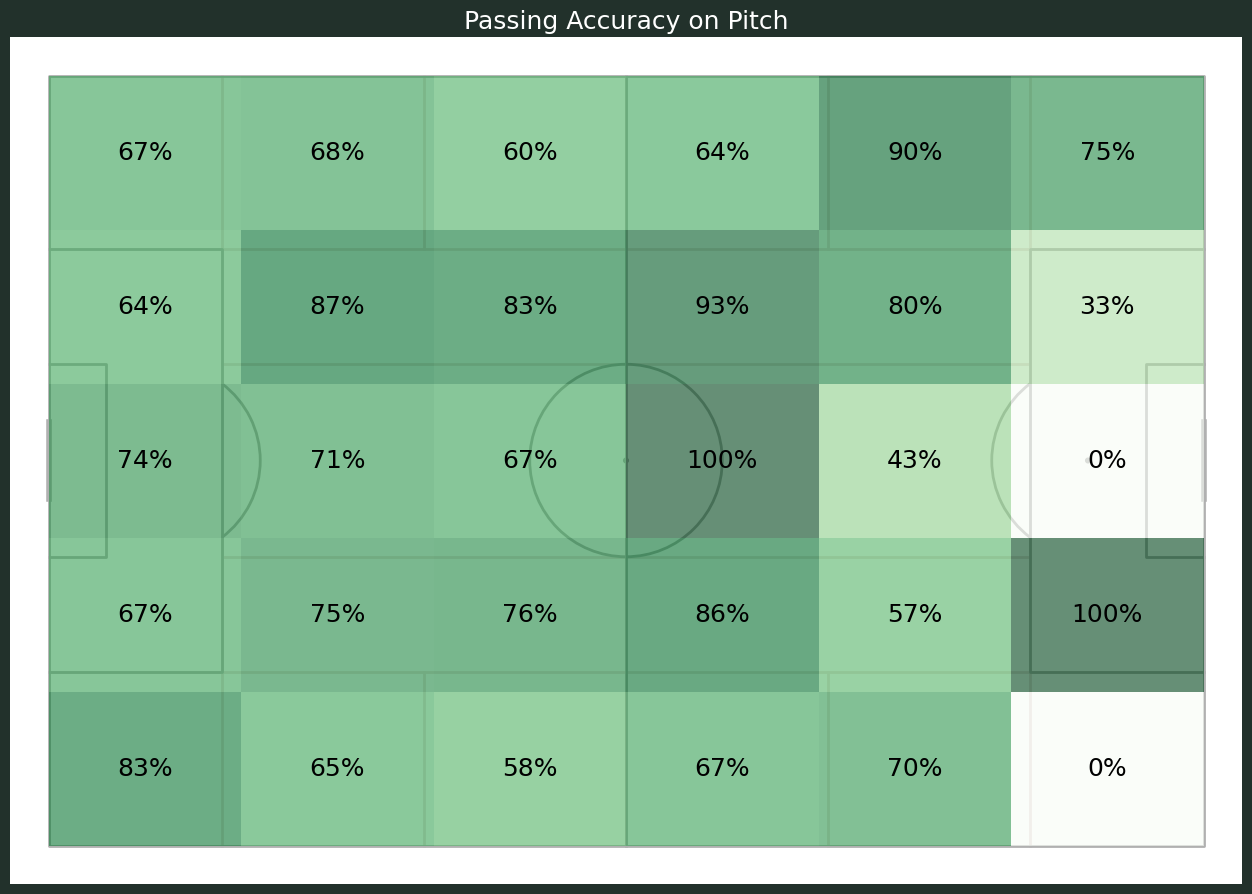 Passing Accuracy on Pitch
67% 68% 60% 64% 90% 75%
64% 87% 83% 93% 80% 33%
74% 71% 67% 100% 43% 0%
67% 75% 76% 86% 57% 100%
83% 65% 58% 67% 70% 0%